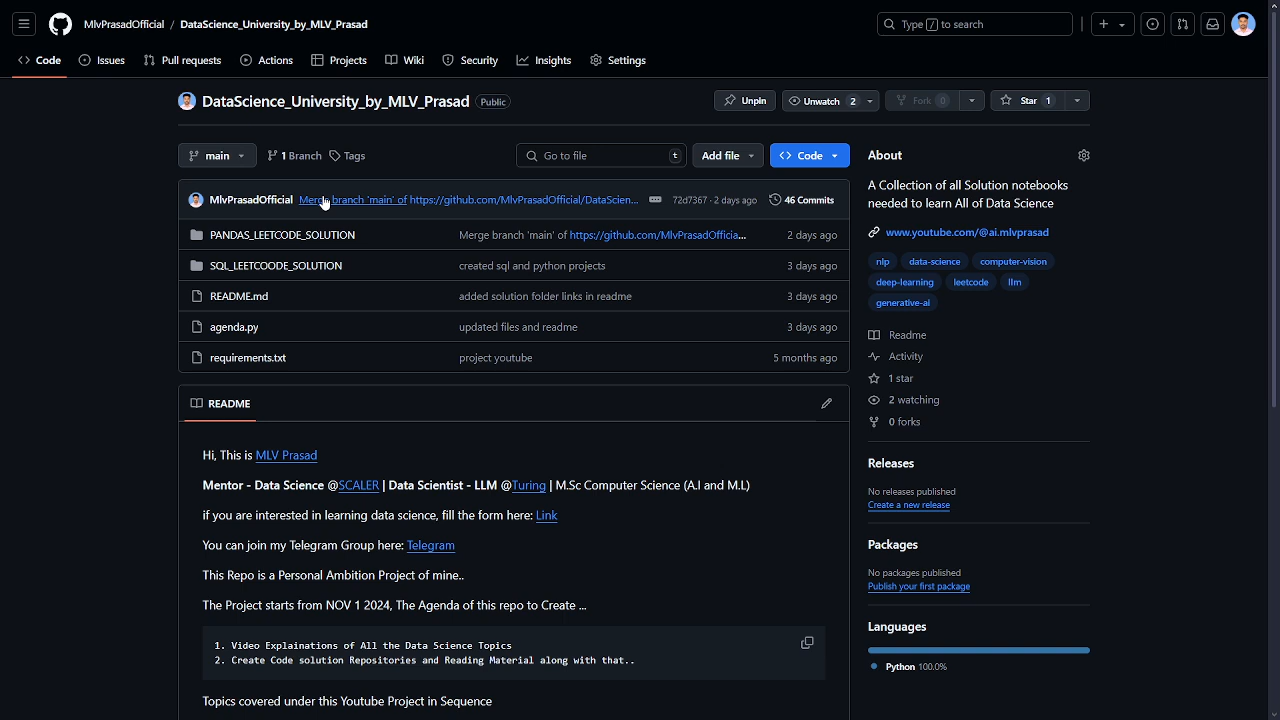 MlvPrasadOfficial / DataScience_University_by_MLV_Prasad
Type / to search
Code Issues Pull requests Actions Projects Wiki Security Insights Settings
DataScience_University_by_MLV_Prasad Public
Unpin Unwatch 2 Fork 0 Star 1
main 1 Branch Tags
Go to file t Add file Code
MlvPrasadOfficial Merge branch 'main' of https://github.com/MlvPrasadOfficial/DataScien... 72d7367 · 2 days ago 46 Commits
PANDAS_LEETCODE_SOLUTION Merge branch 'main' of https://github.com/MlvPrasadOfficia... 2 days ago
SQL_LEETCOODE_SOLUTION created sql and python projects 3 days ago
README.md added solution folder links in readme 3 days ago
agenda.py updated files and readme 3 days ago
requirements.txt project youtube 5 months ago
README
Hi, This is MLV Prasad
Mentor - Data Science @SCALER | Data Scientist - LLM @Turing | M.Sc Computer Science (A.I and M.L)
if you are interested in learning data science, fill the form here: Link
You can join my Telegram Group here: Telegram
This Repo is a Personal Ambition Project of mine..
The Project starts from NOV 1 2024, The Agenda of this repo to Create ...
1. Video Explainations of All the Data Science Topics
2. Create Code solution Repositories and Reading Material along with that..
Topics covered under this Youtube Project in Sequence
About
A Collection of all Solution notebooks
needed to learn All of Data Science
www.youtube.com/@ai.mlvprasad
nlp data-science computer-vision
deep-learning leetcode llm
generative-ai
Readme
Activity
1 star
2 watching
0 forks
Releases
No releases published
Create a new release
Packages
No packages published
Publish your first package
Languages
Python 100.0%